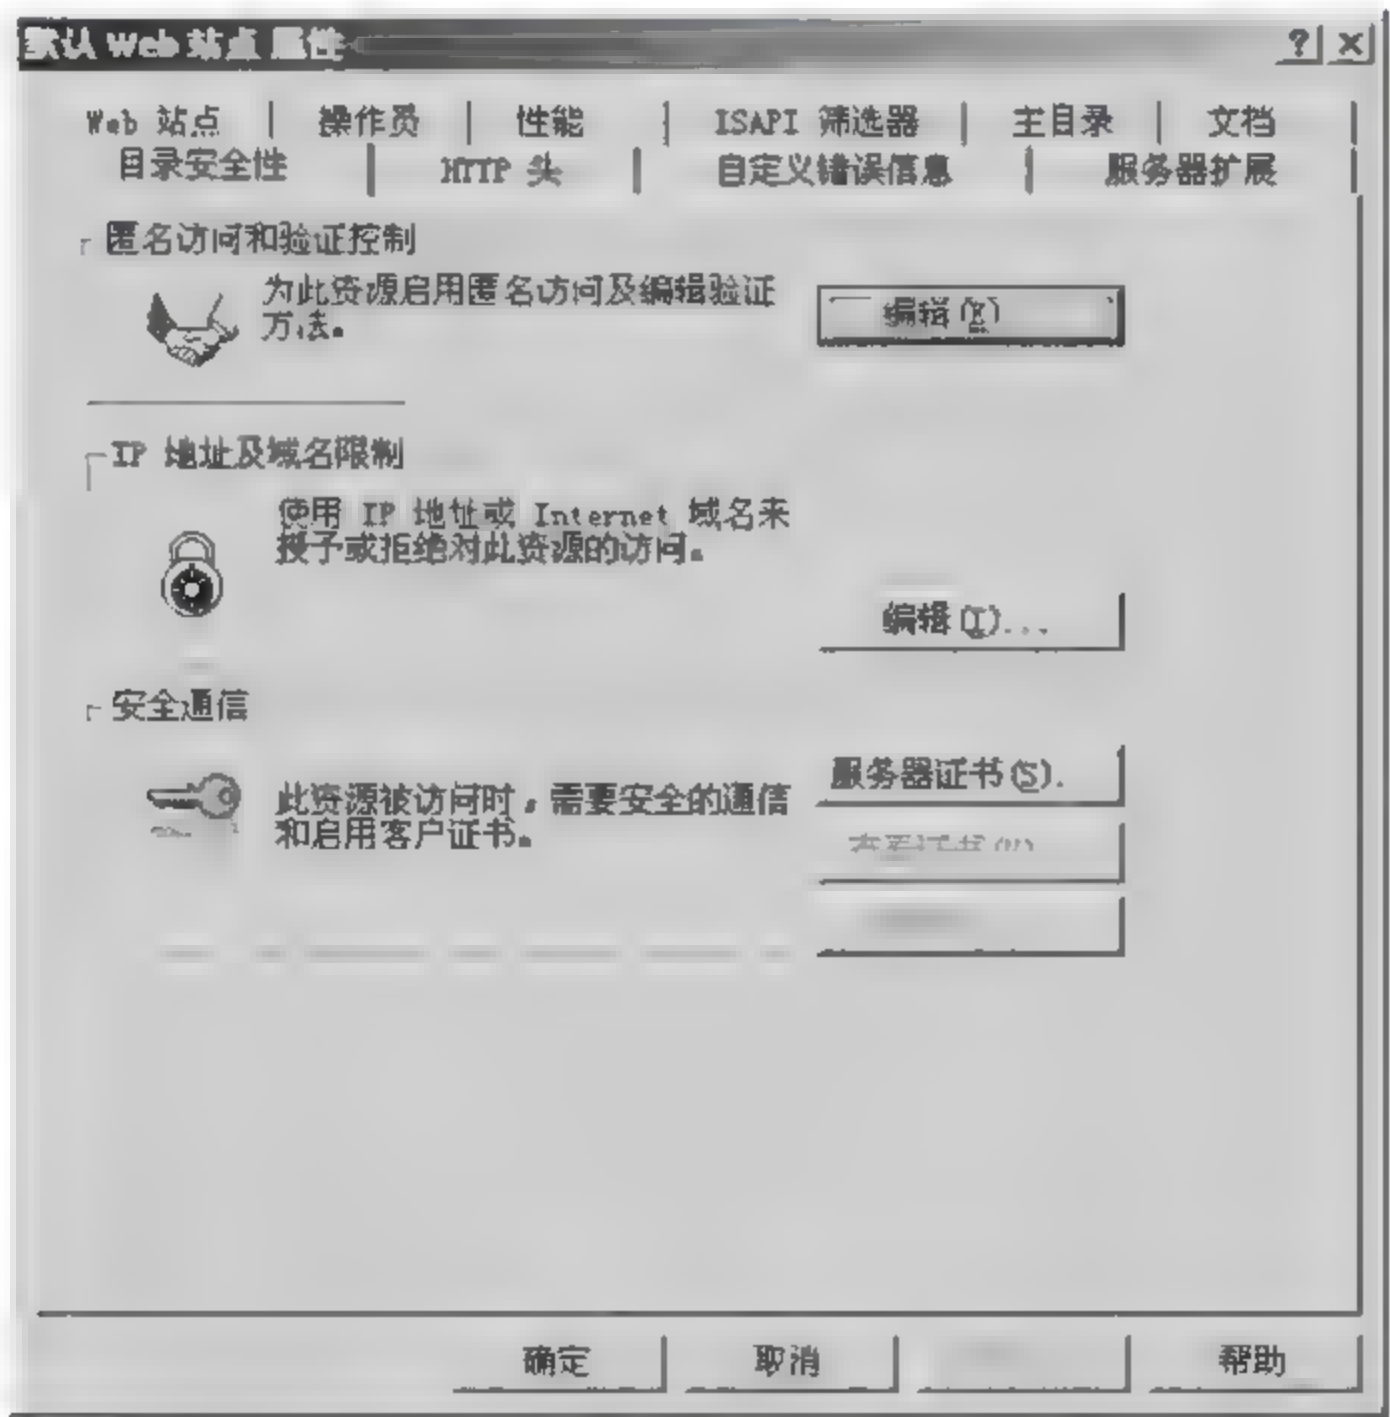 默认 Web 站点 属性
? ×
Web 站点 操作员 性能 ISAPI 筛选器 主目录 文档
目录安全性 HTTP 头 自定义错误信息 服务器扩展
匿名访问和验证控制
为此资源启用匿名访问及编辑验证
方法。
编辑(E)
IP 地址及域名限制
使用 IP 地址或 Internet 域名来
授予或拒绝对此资源的访问。
编辑(I)...
安全通信
此资源被访问时，需要安全的通信
和启用客户证书。
服务器证书(S).
确定 取消 帮助